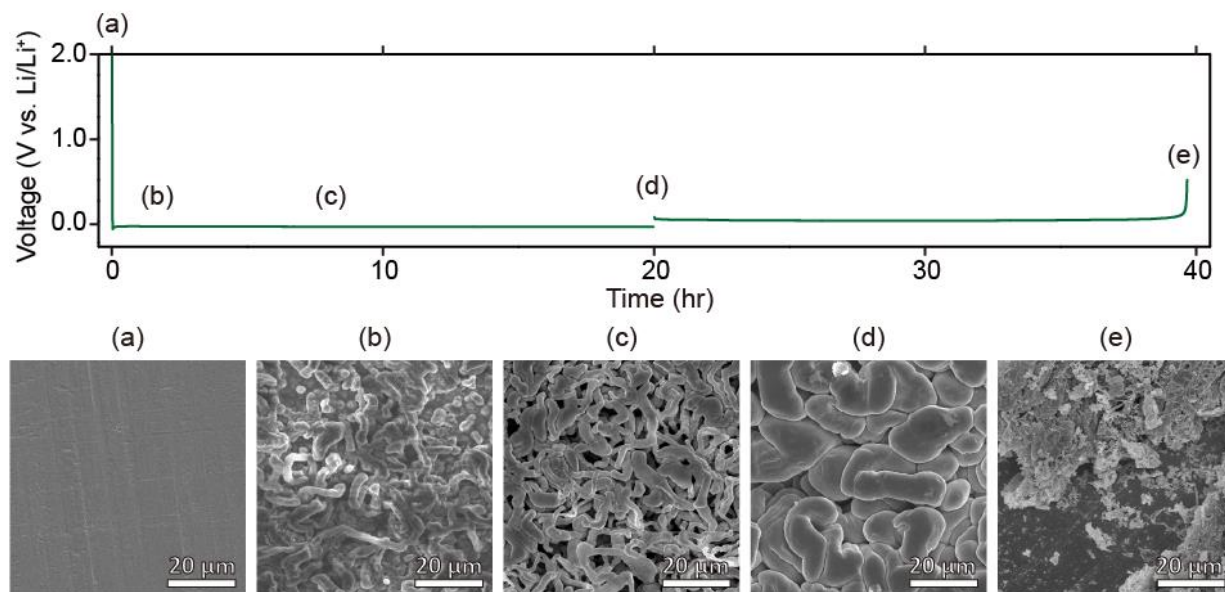 (a)
2.0
1.0
0.0
Voltage (V vs. Li/Li⁺)
(b)
(c)
(d)
(e)
0
10
20
30
40
Time (hr)
(a)
(b)
(c)
(d)
(e)
20 μm
20 μm
20 μm
20 μm
20 μm